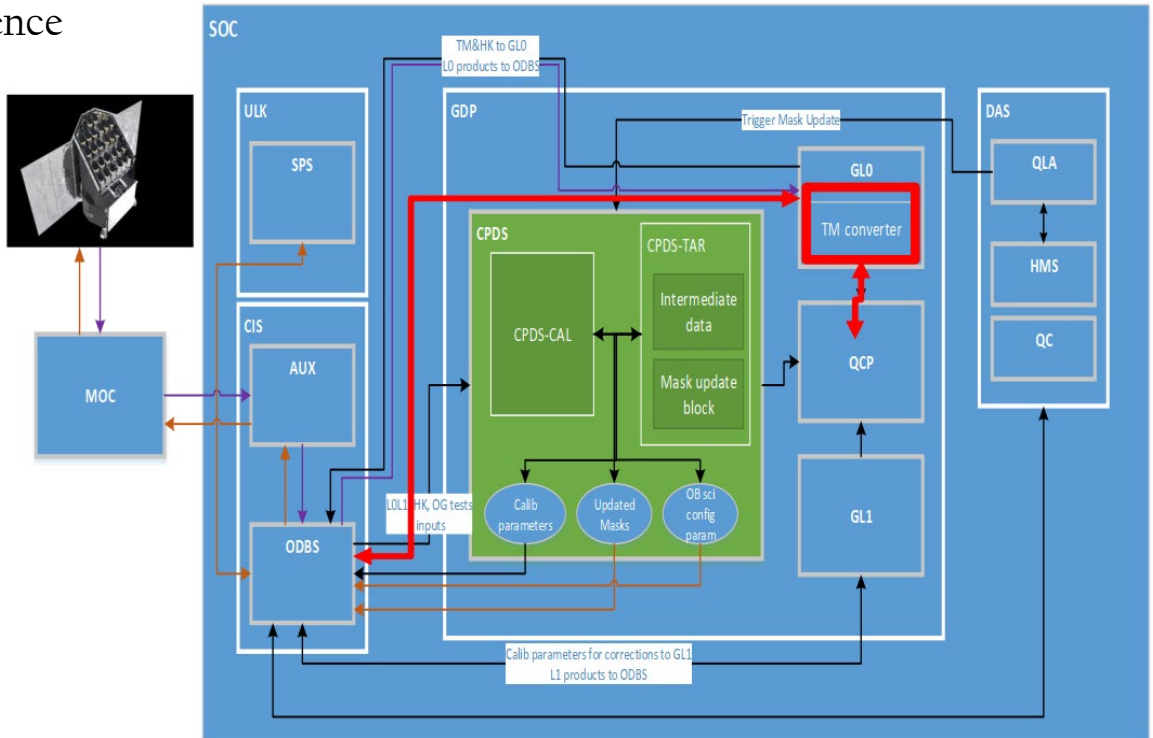 ence
SOC
TM&HK to GL0
L0 products to ODBS
ULK
SPS
GDP
Trigger Mask Update
DAS
QLA
GL0
TM converter
HMS
QC
CPDS
CPDS-TAR
CPDS-CAL
Intermediate
data
Mask update
block
QCP
CIS
AUX
MOC
ODBS
L0L1, HK, OG tests
inputs
Calib
parameters
Updated
Masks
OB sci
config
param
GL1
Calib parameters for corrections to GL1
L1 products to ODBS